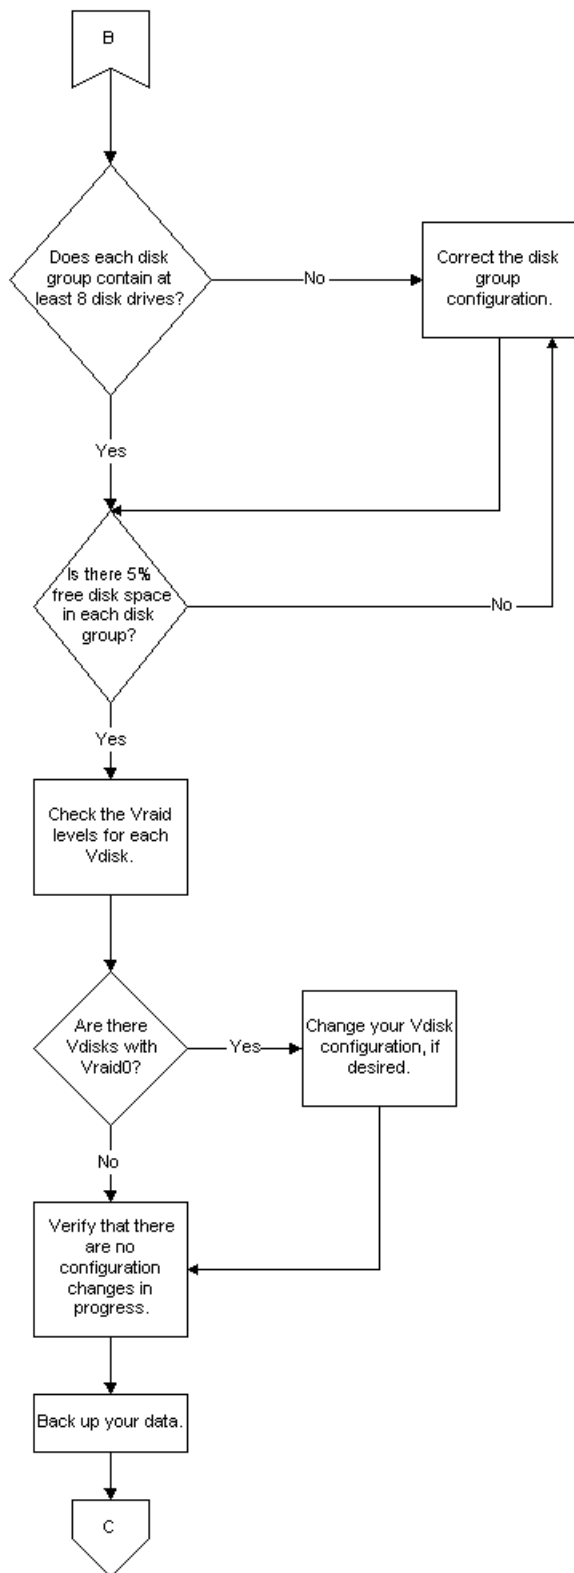 B
Does each disk
group contain at
least 8 disk drives?
No
Correct the disk
group
configuration.
Yes
Is there 5%
free disk space
in each disk
group?
No
Yes
Check the Vraid
levels for each
Vdisk.
Are there
Vdisks with
Vraid0?
Yes
Change your Vdisk
configuration, if
desired.
No
Verify that there
are no
configuration
changes in
progress.
Back up your data.
C